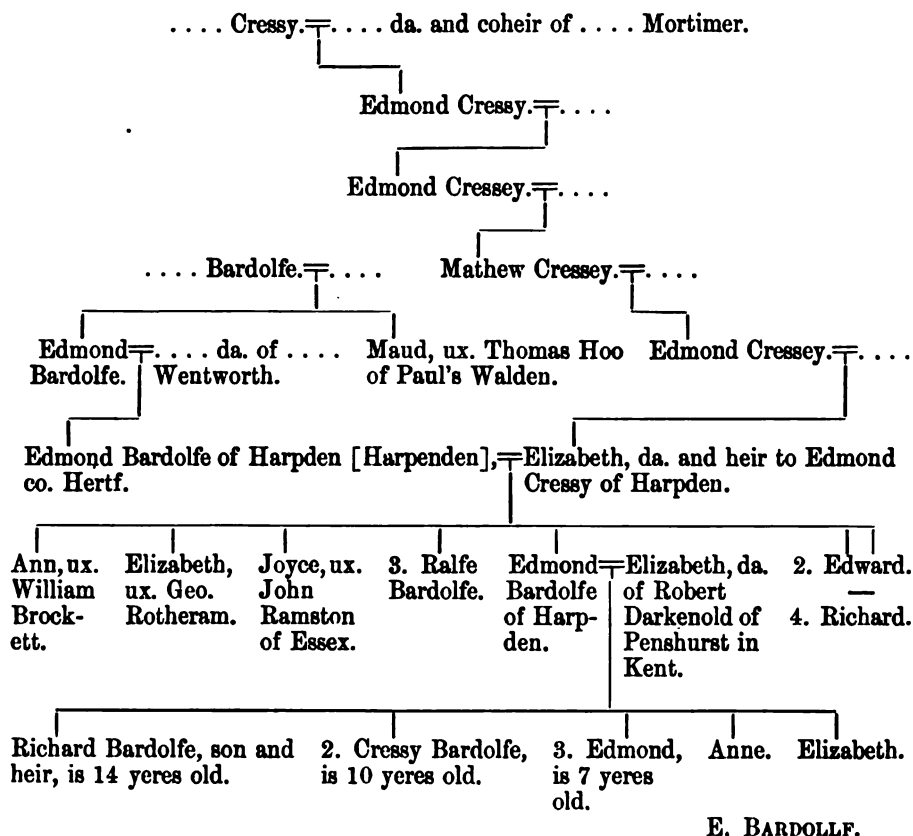 . . . . Cressy.=. . . . da. and coheir of . . . . Mortimer.
Edmond Cressy.=. . . .
Edmond Cressey.=. . . .
. . . . Bardolfe.=. . . .
Mathew Cressey.=. . . .
Edmond=. . . . da. of . . . .
Bardolfe. Wentworth.
Maud, ux. Thomas Hoo
of Paul's Walden.
Edmond Cressey.=. . . .
Edmond Bardolfe of Harpden [Harpenden],=
co. Hertf.
Elizabeth, da. and heir to Edmond
Cressy of Harpden.
Ann, ux.
William
Brock-
ett.
Elizabeth,
ux. Geo.
Rotheram.
Joyce, ux.
John
Ramston
of Essex.
3. Ralfe
Bardolfe.
Edmond=
Bardolfe
of Harp-
den.
Elizabeth, da.
of Robert
Darkenold of
Penshurst in
Kent.
2. Edward.
—
4. Richard.
Richard Bardolfe, son and
heir, is 14 yeres old.
2. Cressy Bardolfe,
is 10 yeres old.
3. Edmond,
is 7 yeres
old.
Anne.
Elizabeth.
E. BARDOLLF.